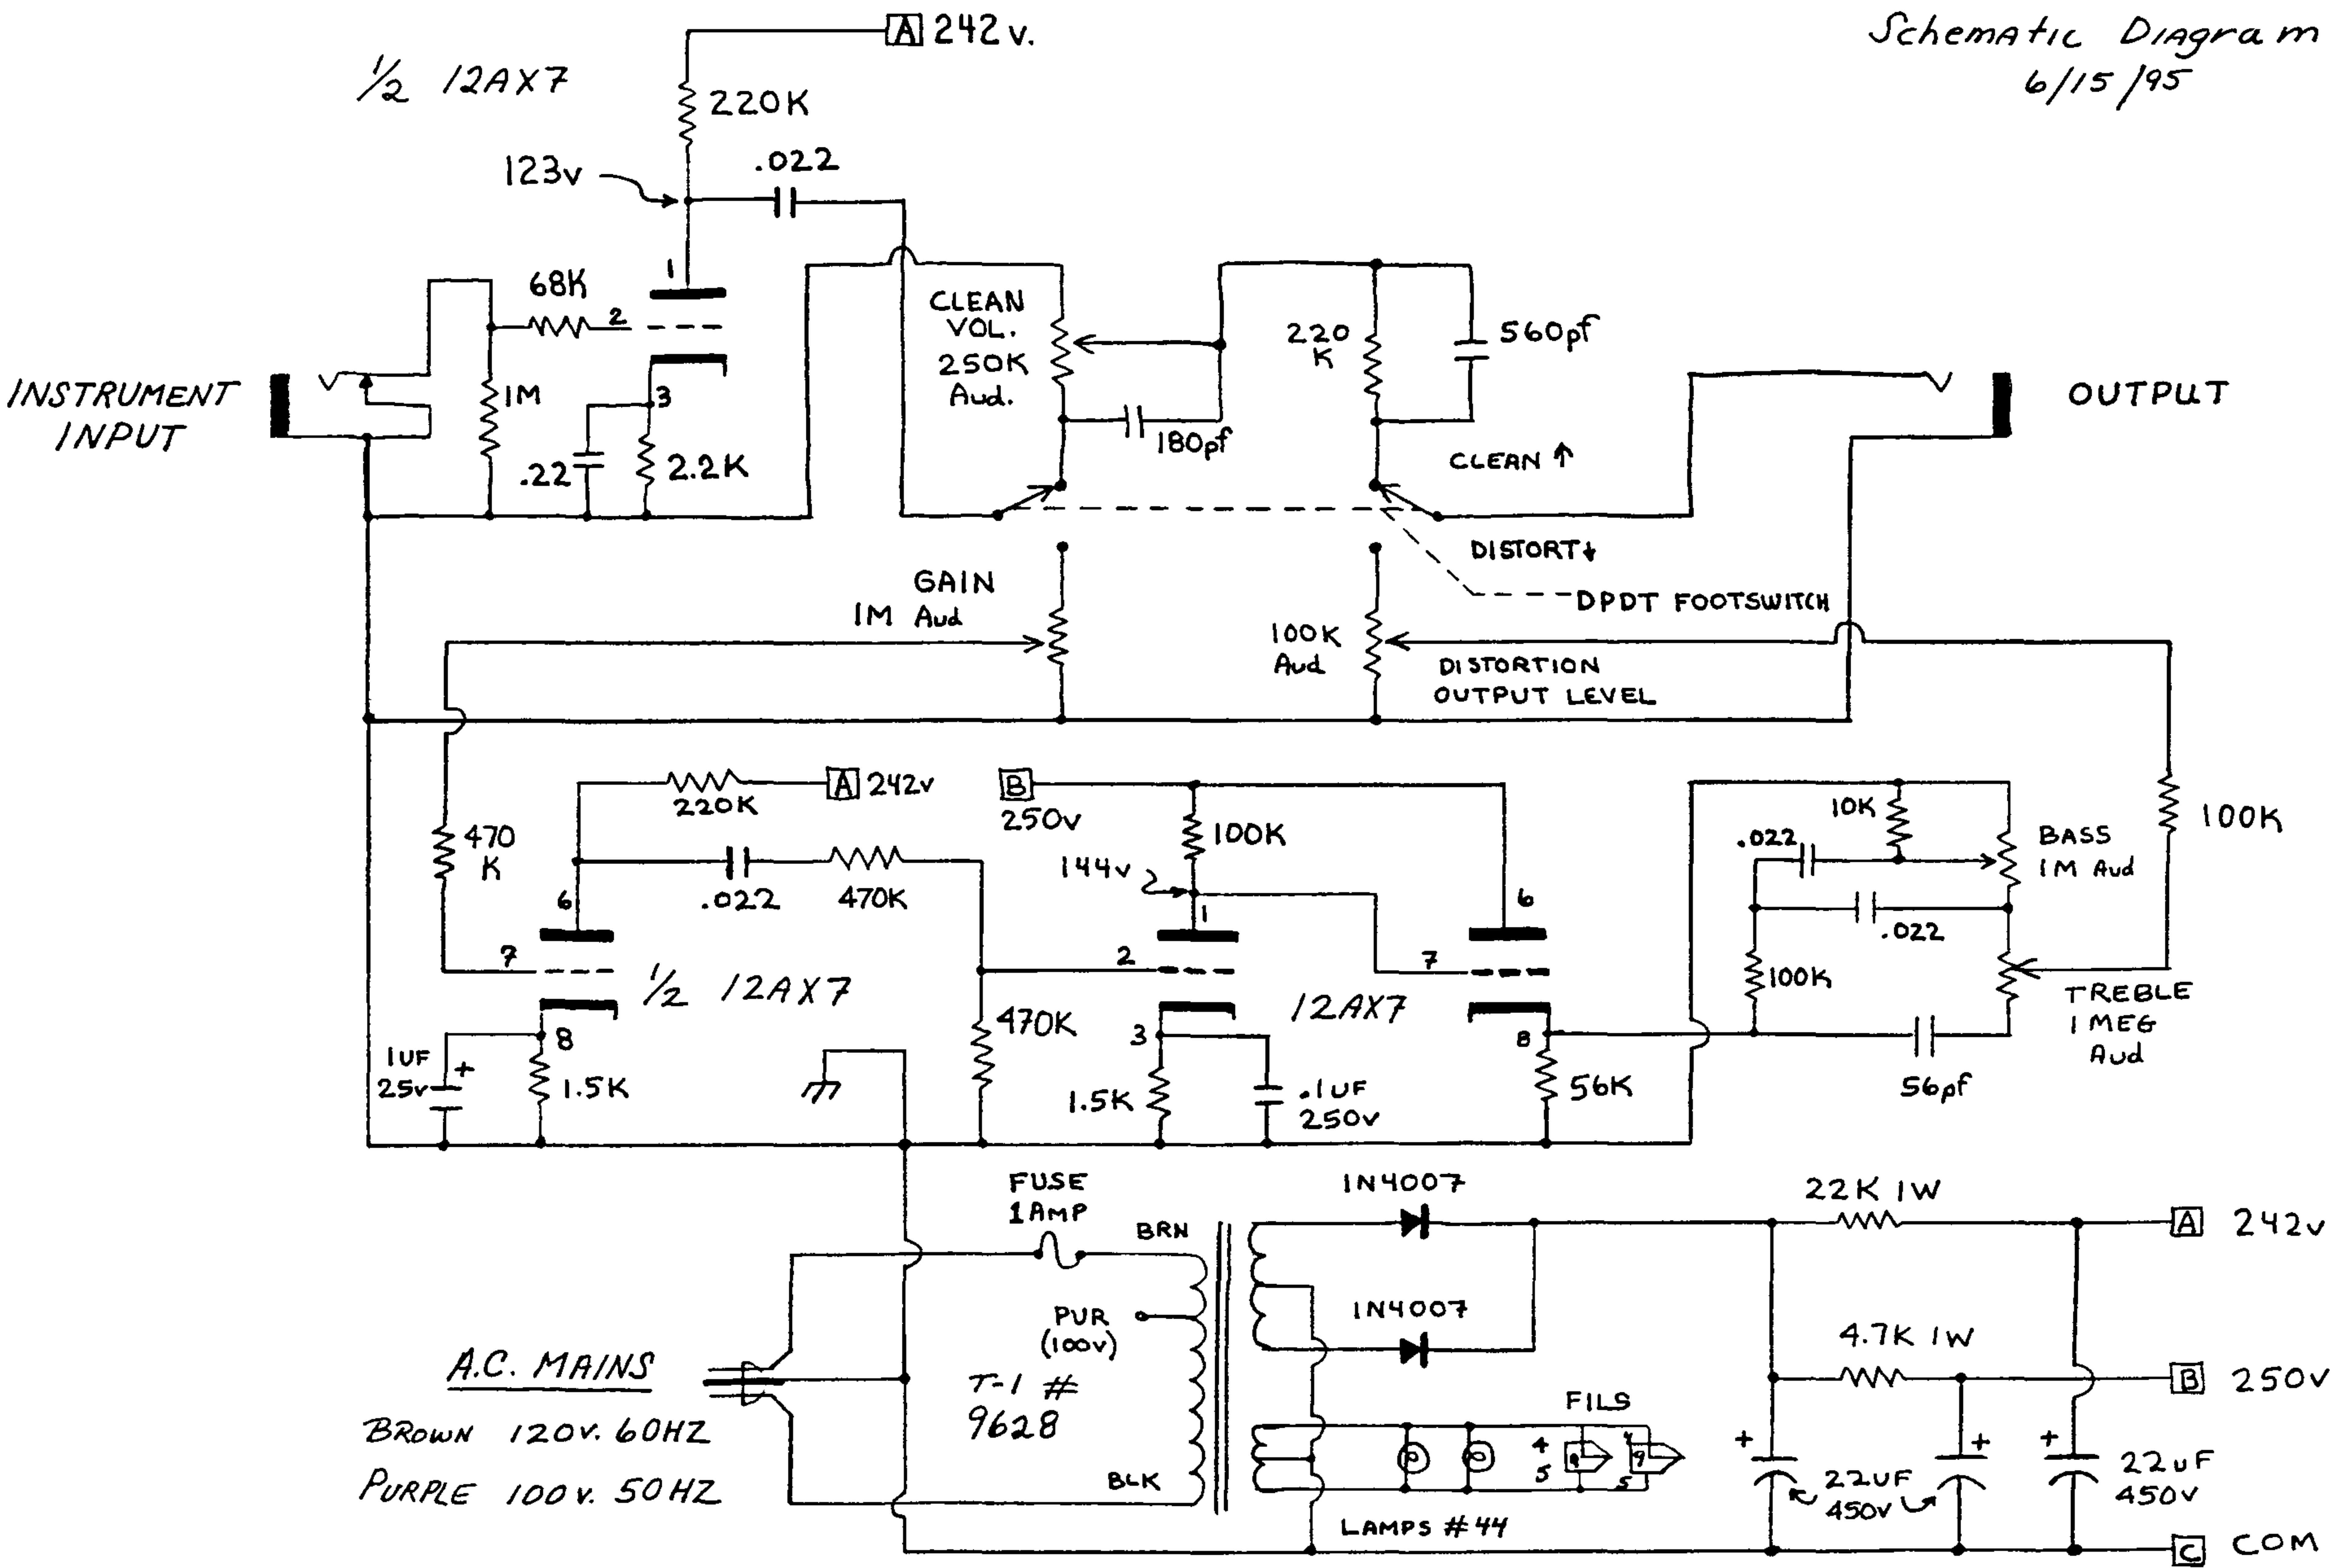 Schematic Diagram
6/15/95
A 242v.
1/2 12AX7
220K
.022
123v
1
68K
2
3
1M
.22
2.2K
INSTRUMENT
INPUT
CLEAN
VOL.
250K
Aud.
180pf
220
K
560pf
CLEAN ↑
OUTPUT
DISTORT ↓
DPDT FOOTSWITCH
GAIN
1M Aud
100K
Aud
DISTORTION
OUTPUT LEVEL
220K
A 242v
B
250v
100K
144v
470
K
.022
470K
6
7
1/2 12AX7
8
1UF
25v
+
1.5K
1
2
470K
3
1.5K
.1UF
250v
12AX7
6
7
8
56K
10K
.022
BASS
1M Aud
.022
100K
100K
TREBLE
1 MEG
Aud
56pf
FUSE
1AMP
BRN
PUR
(100v)
T-1 #
9628
BLK
A.C. MAINS
BROWN 120v. 60HZ
PURPLE 100v. 50HZ
1N4007
1N4007
FILS
4
5
9
4
9
5
LAMPS #44
22K 1W
A 242v
4.7K 1W
B 250v
+
+
+
22UF
450v
22UF
450v
C COM